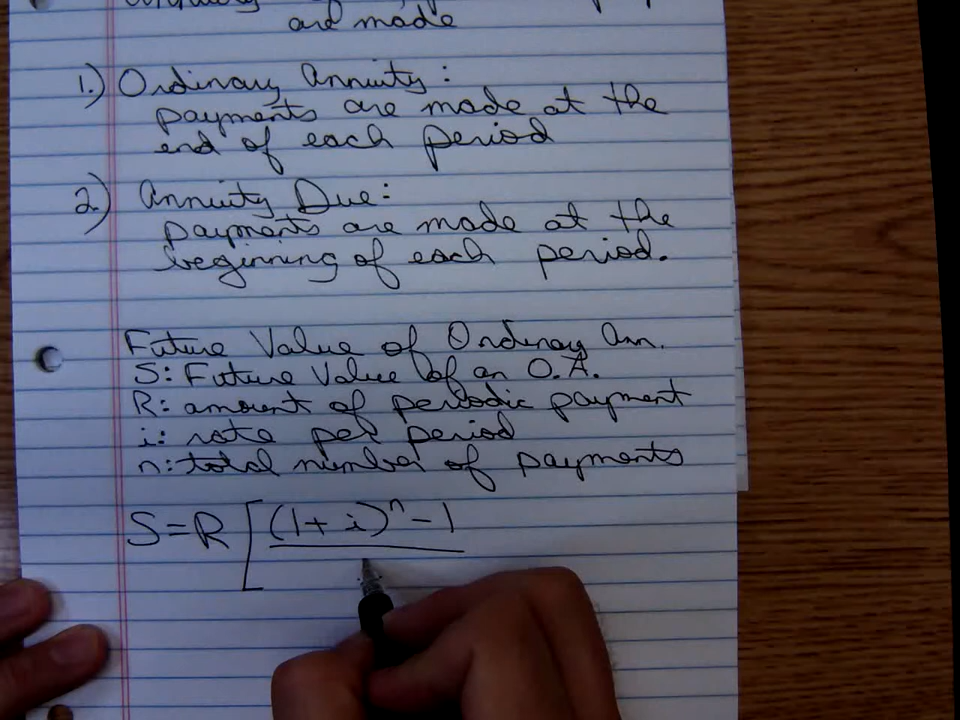 are made
1.) Ordinary Annuity:
payments are made at the
end of each period
2.) Annuity Due:
payments are made at the
beginning of each period.
Future Value of Ordinary Ann.
S: Future Value of an O.A.
R: amount of periodic payment
i: rate per period
n: total number of payments
S=R[(1+i)^n-1